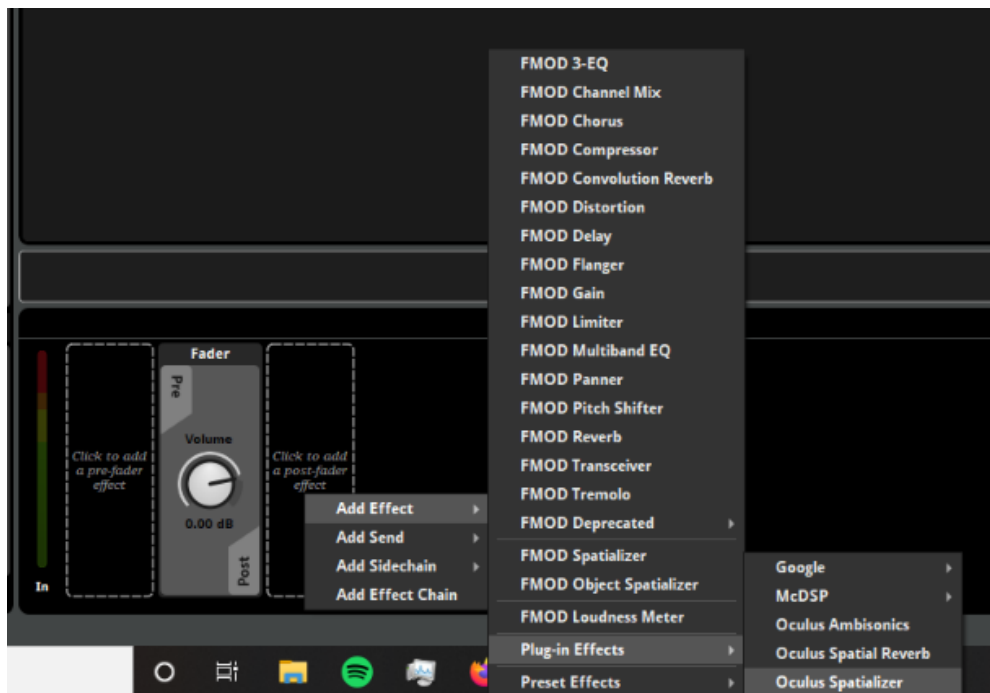 FMOD 3-EQ
FMOD Channel Mix
FMOD Chorus
FMOD Compressor
FMOD Convolution Reverb
FMOD Distortion
FMOD Delay
FMOD Flanger
FMOD Gain
FMOD Limiter
FMOD Multiband EQ
FMOD Panner
FMOD Pitch Shifter
FMOD Reverb
FMOD Transceiver
FMOD Tremolo
FMOD Deprecated
FMOD Spatializer
FMOD Object Spatializer
FMOD Loudness Meter
Plug-in Effects
Preset Effects
Fader
Pre
Volume
0.00 dB
Post
In
Click to add
a pre-fader
effect
Click to add
a post-fader
effect
Add Effect
Add Send
Add Sidechain
Add Effect Chain
Google
McDSP
Oculus Ambisonics
Oculus Spatial Reverb
Oculus Spatializer